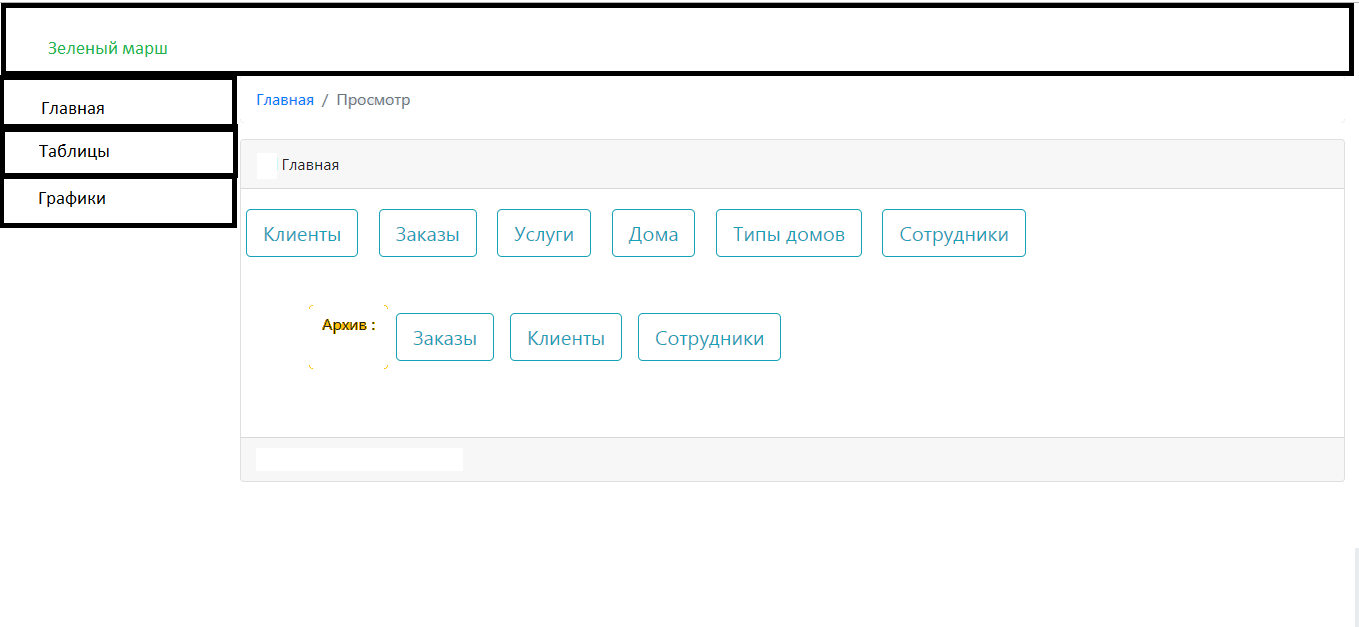 Зеленый марш
Главная
Таблицы
Графики
Главная / Просмотр
Главная
Клиенты Заказы Услуги Дома Типы домов Сотрудники
Архив : Заказы Клиенты Сотрудники